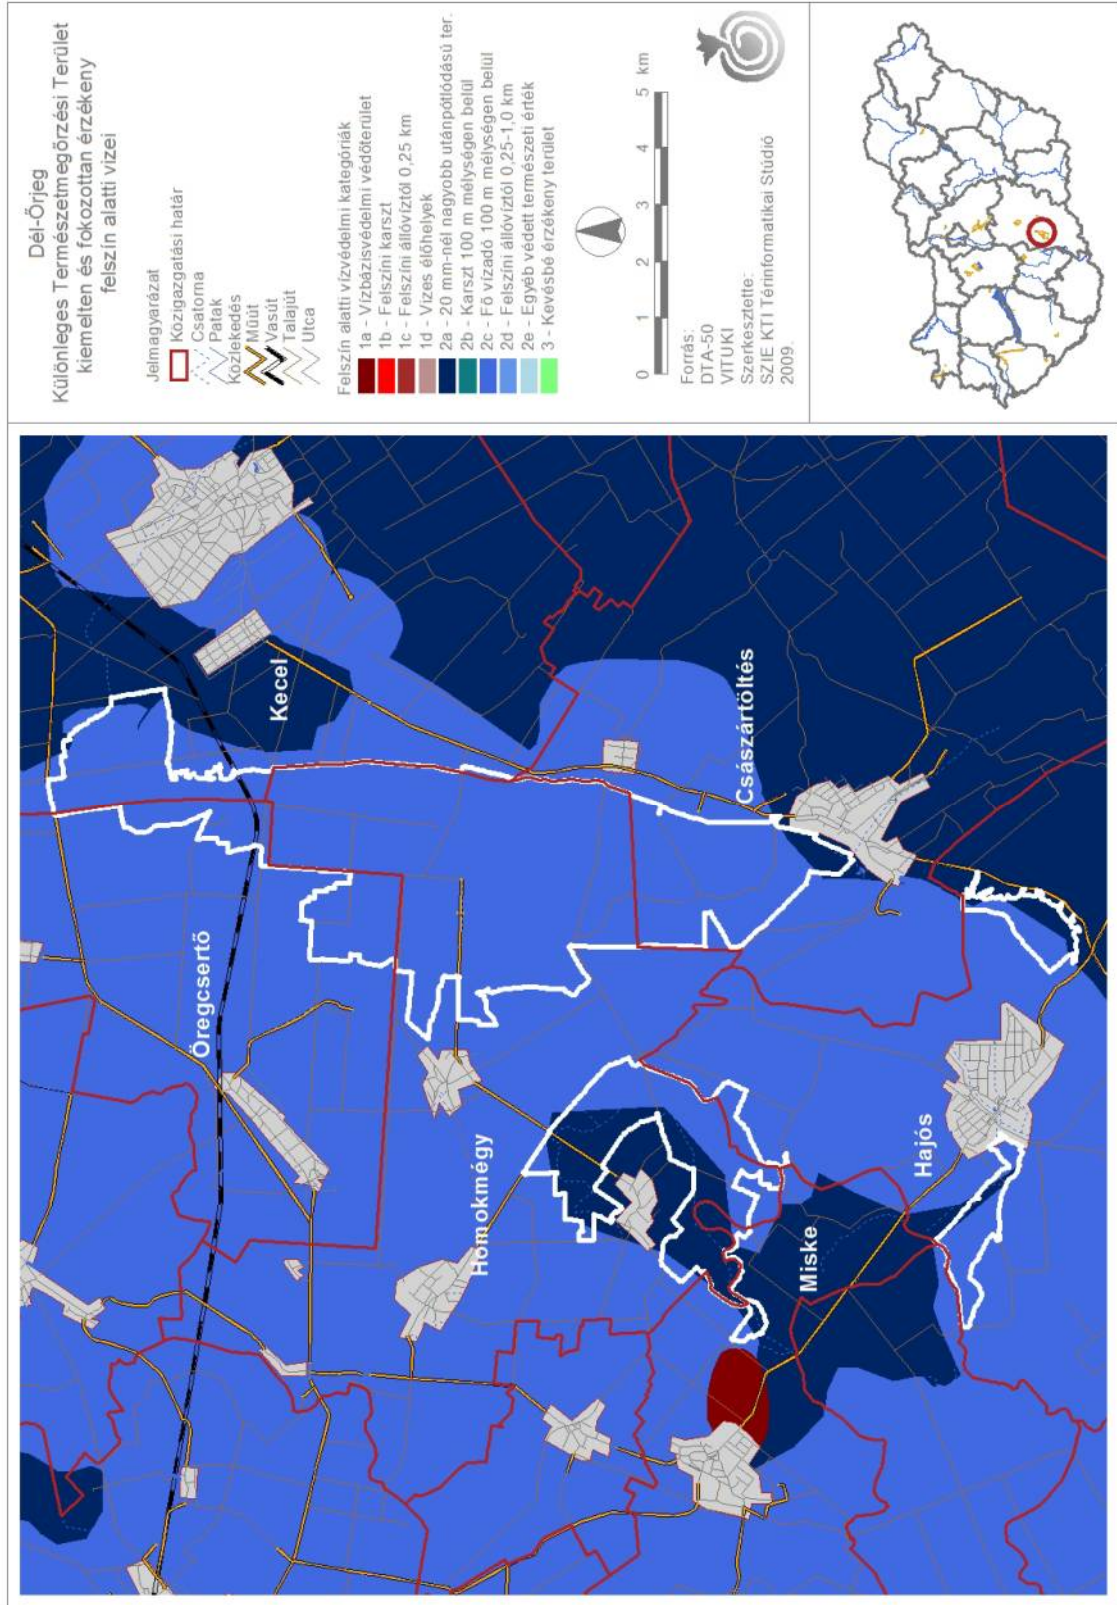 Dél-Őrjeg
Különleges Természetmegőrzési Terület
kiemelten és fokozottan érzékeny
felszín alatti vizei
Jelmagyarázat
Közigazgatási határ
Csatorna
Patak
Közlekedés
Műút
Vasút
Talajút
Utca
Felszín alatti vízvédelmi kategóriák
1a - Vízbázisvédelmi védőterület
1b - Felszíni karszt
1c - Felszíni állóvíztól 0,25 km
1d - Vizes élőhelyek
2a - 20 mm-nél nagyobb utánpótlódású ter.
2b - Karszt 100 m mélységen belül
2c - Fő vízadó 100 m mélységen belül
2d - Felszíni állóvíztól 0,25-1,0 km
2e - Egyéb védett természeti érték
3 - Kevésbé érzékeny terület
0 1 2 3 4 5 km
Forrás:
DTA-50
VITUKI
Szerkesztette:
SZIE KTI Térinformatikai Stúdió
2009.
Kecel
Öregcsertő
Császártöltés
Homokmégy
Miske
Hajós